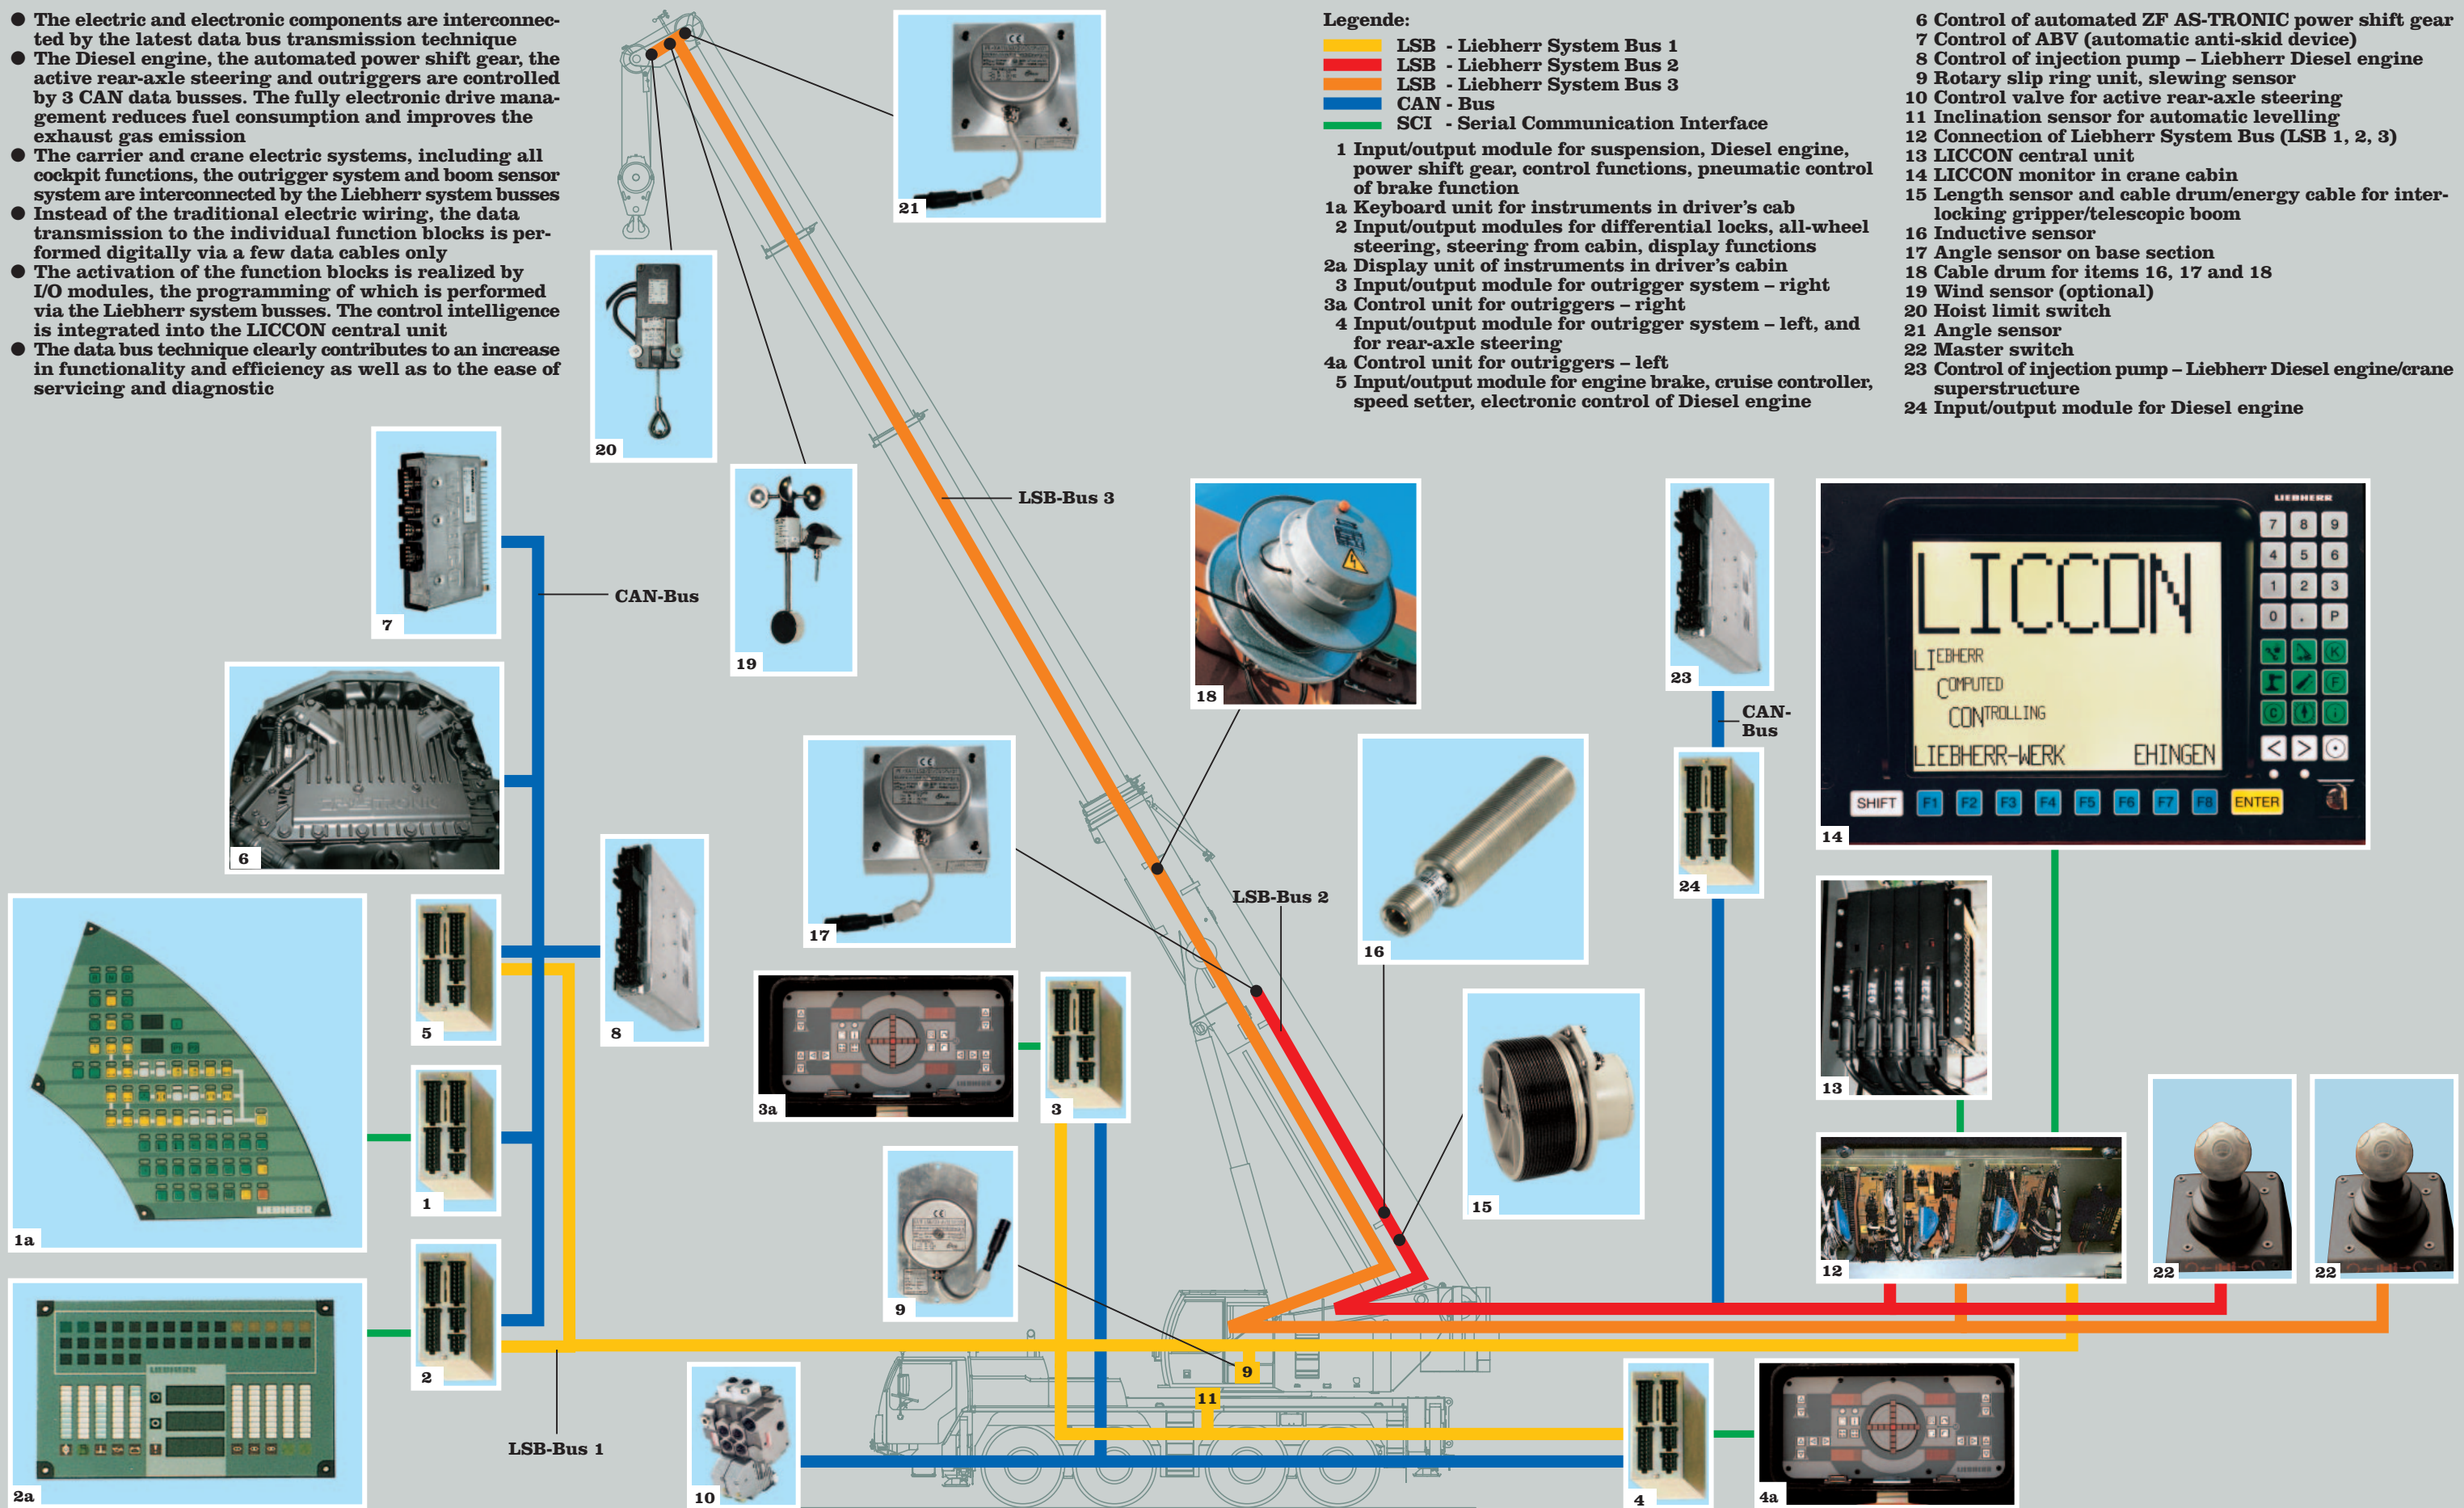 ● The electric and electronic components are interconnec-
ted by the latest data bus transmission technique
● The Diesel engine, the automated power shift gear, the
active rear-axle steering and outriggers are controlled
by 3 CAN data busses. The fully electronic drive mana-
gement reduces fuel consumption and improves the
exhaust gas emission
● The carrier and crane electric systems, including all
cockpit functions, the outrigger system and boom sensor
system are interconnected by the Liebherr system busses
● Instead of the traditional electric wiring, the data
transmission to the individual function blocks is per-
formed digitally via a few data cables only
● The activation of the function blocks is realized by
I/O modules, the programming of which is performed
via the Liebherr system busses. The control intelligence
is integrated into the LICCON central unit
● The data bus technique clearly contributes to an increase
in functionality and efficiency as well as to the ease of
servicing and diagnostic
Legende:
LSB - Liebherr System Bus 1
LSB - Liebherr System Bus 2
LSB - Liebherr System Bus 3
CAN - Bus
SCI - Serial Communication Interface
1 Input/output module for suspension, Diesel engine,
power shift gear, control functions, pneumatic control
of brake function
1a Keyboard unit for instruments in driver's cab
2 Input/output modules for differential locks, all-wheel
steering, steering from cabin, display functions
2a Display unit of instruments in driver's cabin
3 Input/output module for outrigger system – right
3a Control unit for outriggers – right
4 Input/output module for outrigger system – left, and
for rear-axle steering
4a Control unit for outriggers – left
5 Input/output module for engine brake, cruise controller,
speed setter, electronic control of Diesel engine
6 Control of automated ZF AS-TRONIC power shift gear
7 Control of ABV (automatic anti-skid device)
8 Control of injection pump – Liebherr Diesel engine
9 Rotary slip ring unit, slewing sensor
10 Control valve for active rear-axle steering
11 Inclination sensor for automatic levelling
12 Connection of Liebherr System Bus (LSB 1, 2, 3)
13 LICCON central unit
14 LICCON monitor in crane cabin
15 Length sensor and cable drum/energy cable for inter-
locking gripper/telescopic boom
16 Inductive sensor
17 Angle sensor on base section
18 Cable drum for items 16, 17 and 18
19 Wind sensor (optional)
20 Hoist limit switch
21 Angle sensor
22 Master switch
23 Control of injection pump – Liebherr Diesel engine/crane
superstructure
24 Input/output module for Diesel engine
21
20
19
LSB-Bus 3
7
CAN-Bus
6
18
23
CAN-
Bus
24
LIEBHERR
7 8 9
4 5 6
1 2 3
0 . P
K
F
C i
< >
LICCON
LIEBHERR
COMPUTED
CONTROLLING
LIEBHERR-WERK EHINGEN
SHIFT F1 F2 F3 F4 F5 F6 F7 F8 ENTER
14
17
LSB-Bus 2
16
5
8
LIEBHERR
1a
1
LIEBHERR
3a
3
15
13
9
12
22
22
LIEBHERR
2a
2
LSB-Bus 1
10
9
11
4
LIEBHERR
4a